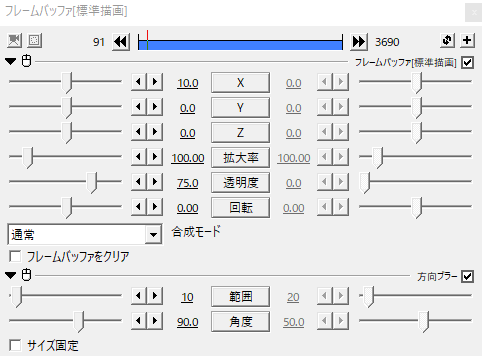 フレームバッファ[標準描画]
x
91 3690
フレームバッファ[標準描画]
10.0 X 0.0
0.0 Y 0.0
0.0 Z 0.0
100.00 拡大率 100.00
75.0 透明度 0.0
0.00 回転 0.00
通常 合成モード
フレームバッファをクリア
方向ブラー
10 範囲 20
90.0 角度 50.0
サイズ固定